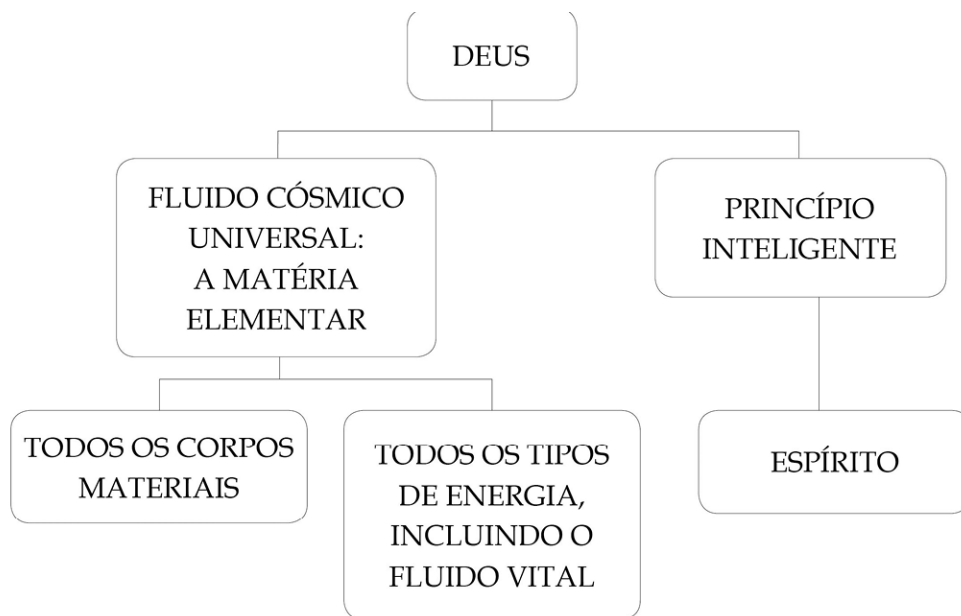 DEUS
FLUIDO CÓSMICO
UNIVERSAL:
A MATÉRIA
ELEMENTAR
PRINCÍPIO
INTELIGENTE
TODOS OS CORPOS
MATERIAIS
TODOS OS TIPOS
DE ENERGIA,
INCLUINDO O
FLUIDO VITAL
ESPÍRITO